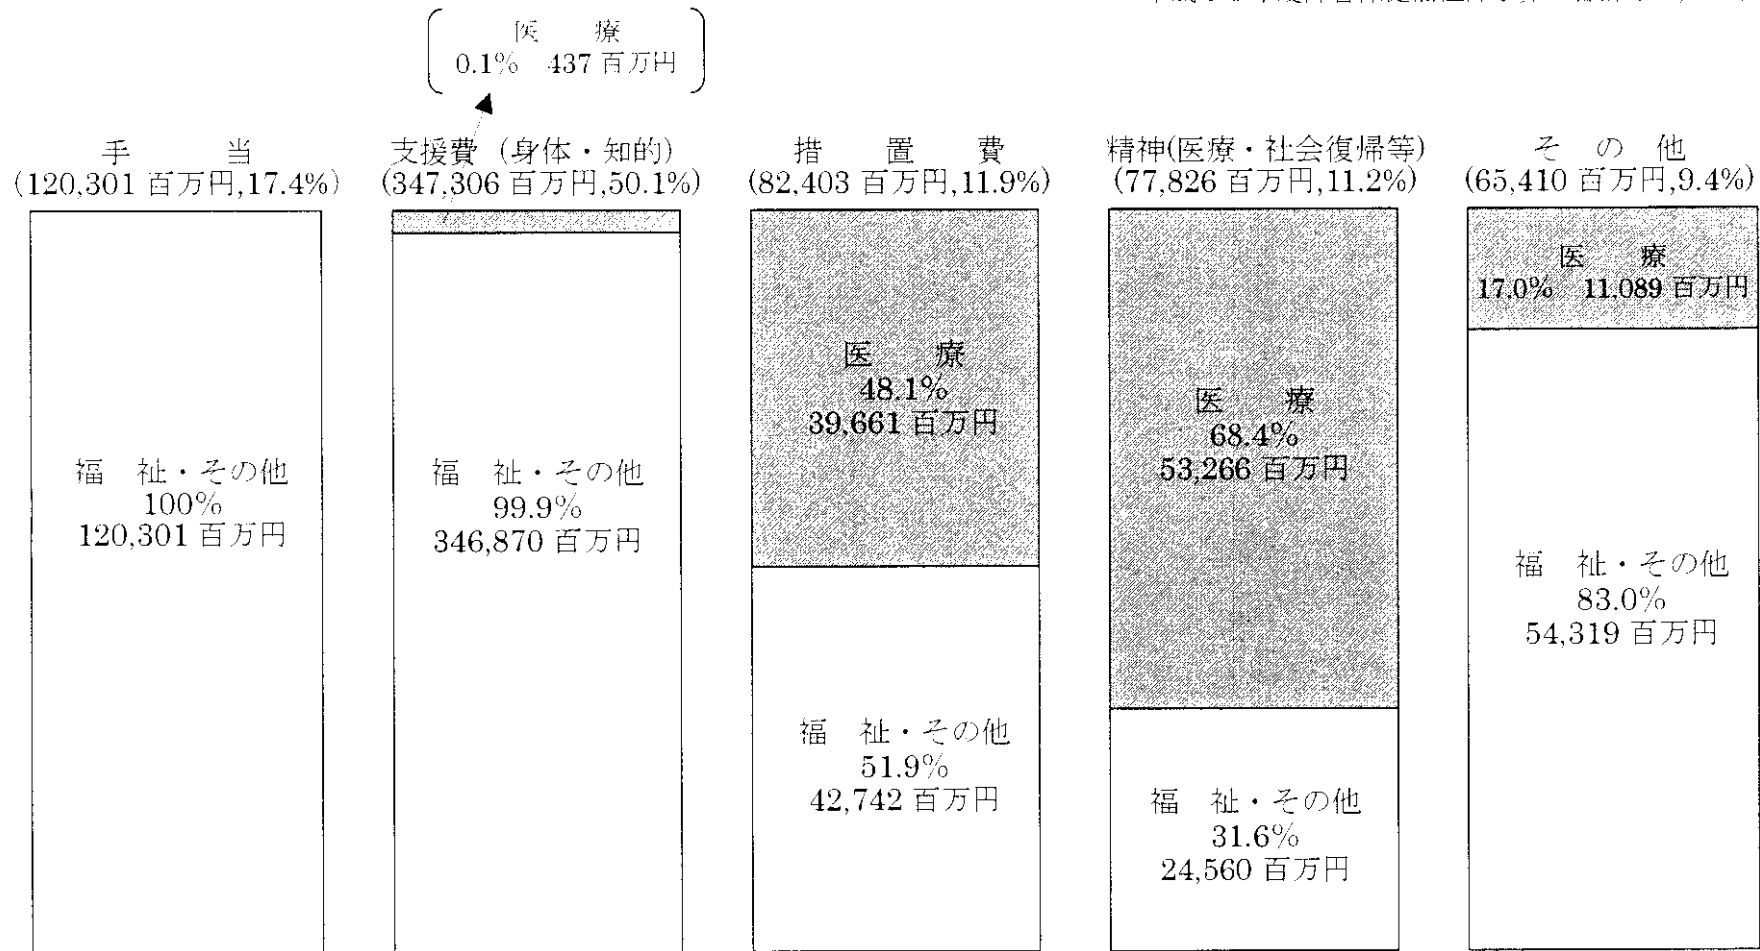 医 療
0.1% 437 百万円
手 当
(120,301 百万円,17.4%)
支援費 (身体・知的)
(347,306 百万円,50.1%)
措 置 費
(82,403 百万円,11.9%)
精神(医療・社会復帰等)
(77,826 百万円,11.2%)
そ の 他
(65,410 百万円,9.4%)
福 祉・その他
100%
120,301 百万円
福 祉・その他
99.9%
346,870 百万円
医 療
48.1%
39,661 百万円
福 祉・その他
51.9%
42,742 百万円
医 療
68.4%
53,266 百万円
福 祉・その他
31.6%
24,560 百万円
医 療
17.0% 11,089 百万円
福 祉・その他
83.0%
54,319 百万円